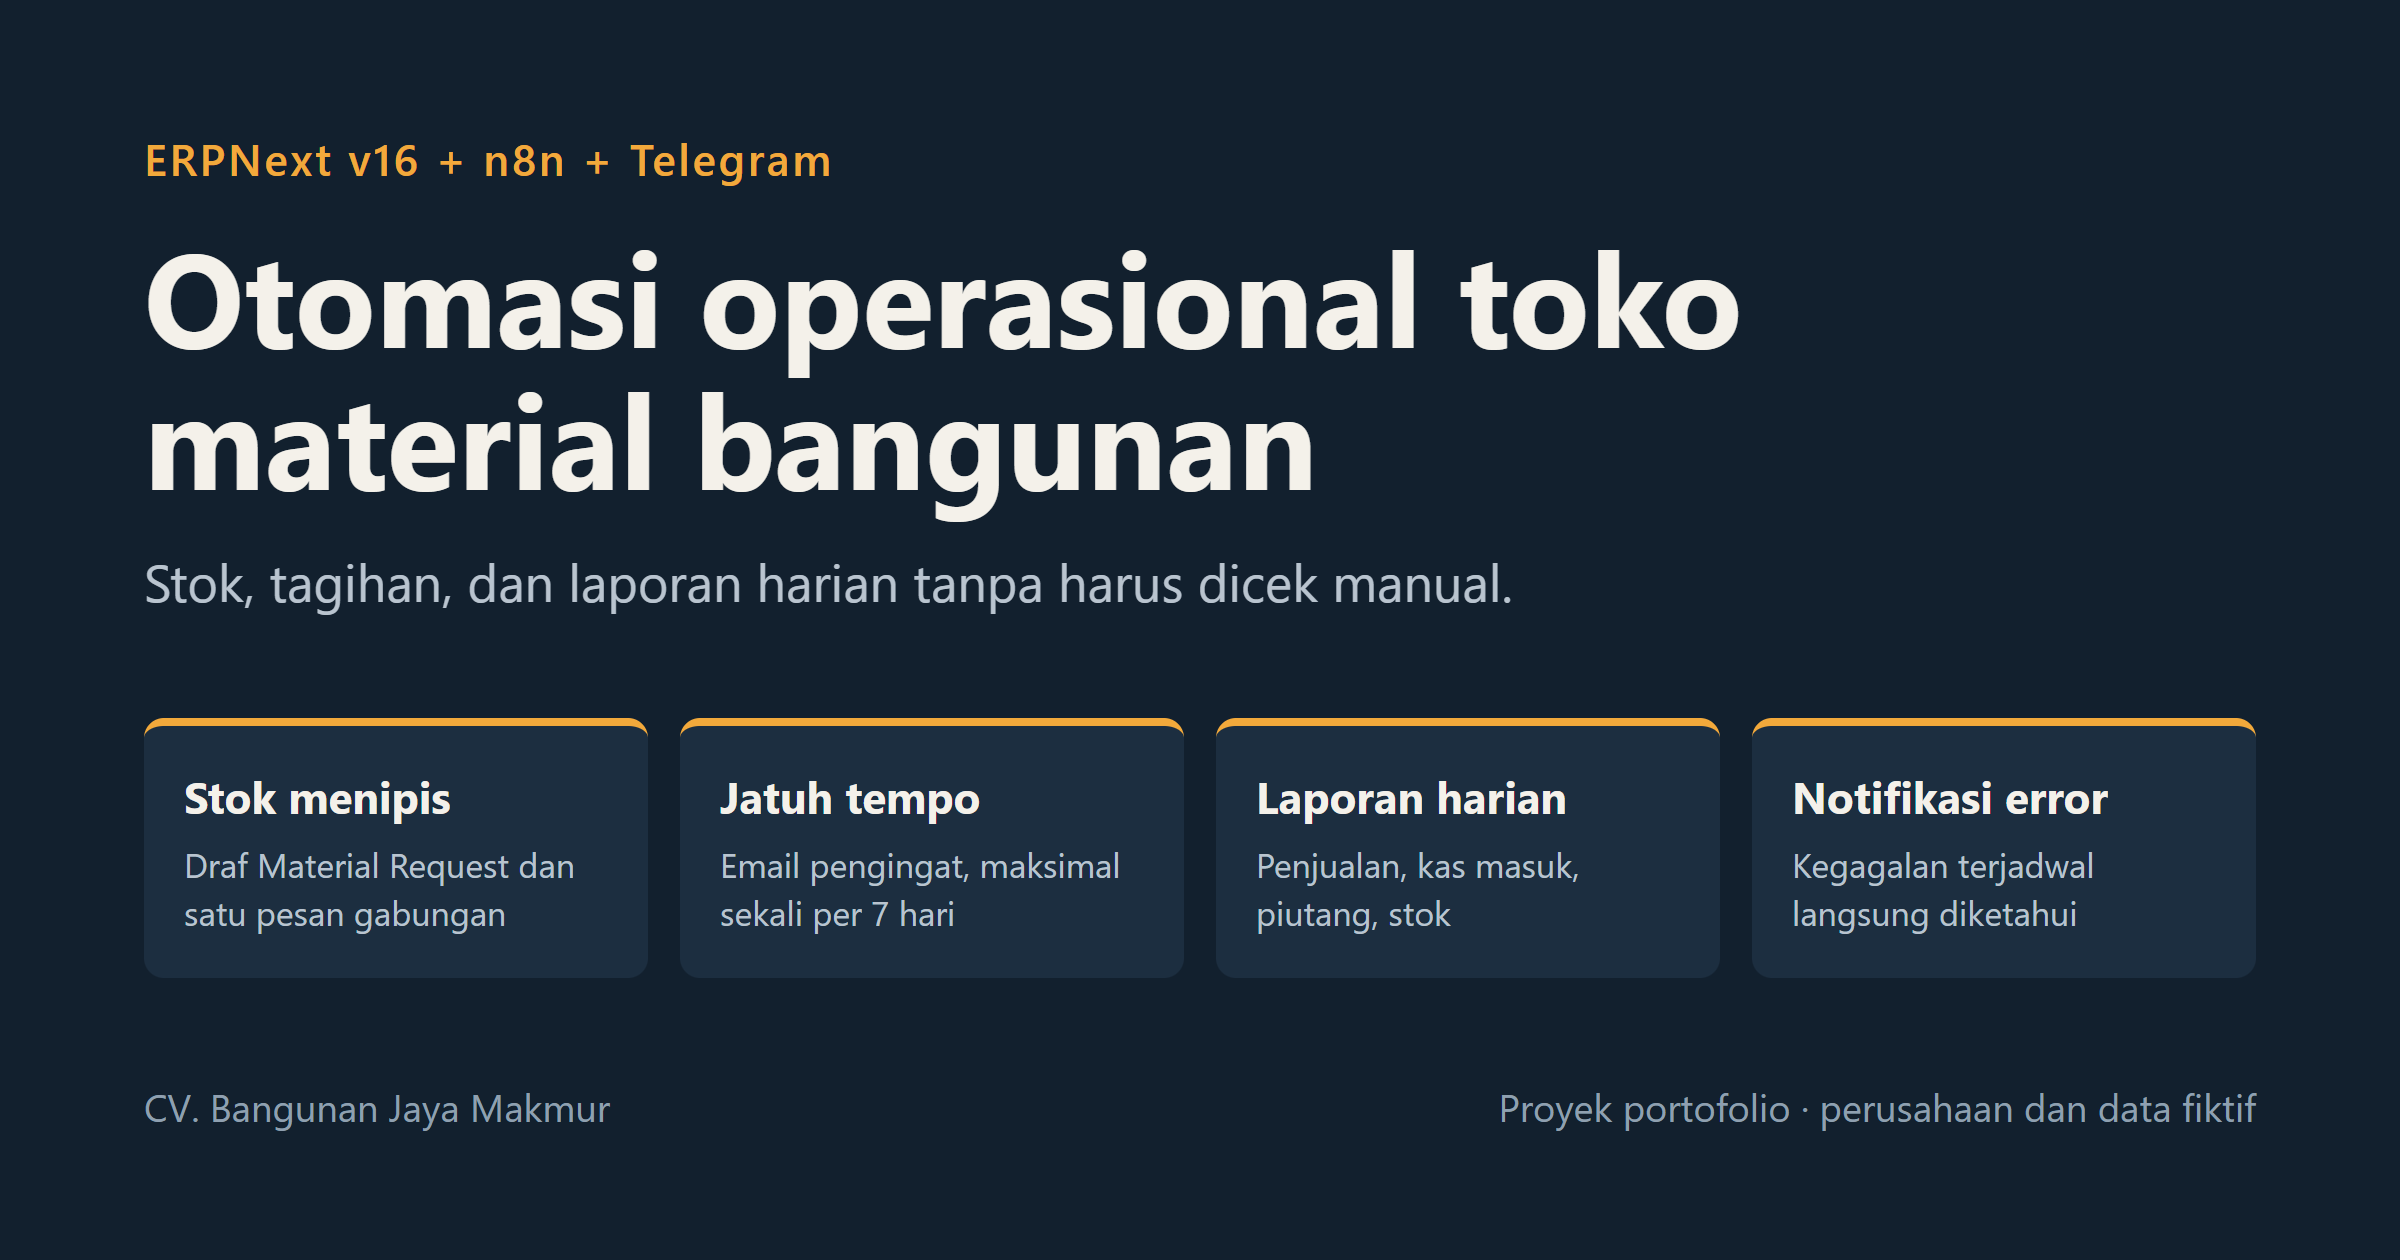 ERPNext v16 + n8n + Telegram
Otomasi operasional toko
material bangunan
Stok, tagihan, dan laporan harian tanpa harus dicek manual.
Stok menipis
Draf Material Request dan
satu pesan gabungan
Jatuh tempo
Email pengingat, maksimal
sekali per 7 hari
Laporan harian
Penjualan, kas masuk,
piutang, stok
Notifikasi error
Kegagalan terjadwal
langsung diketahui
CV. Bangunan Jaya Makmur
Proyek portofolio · perusahaan dan data fiktif